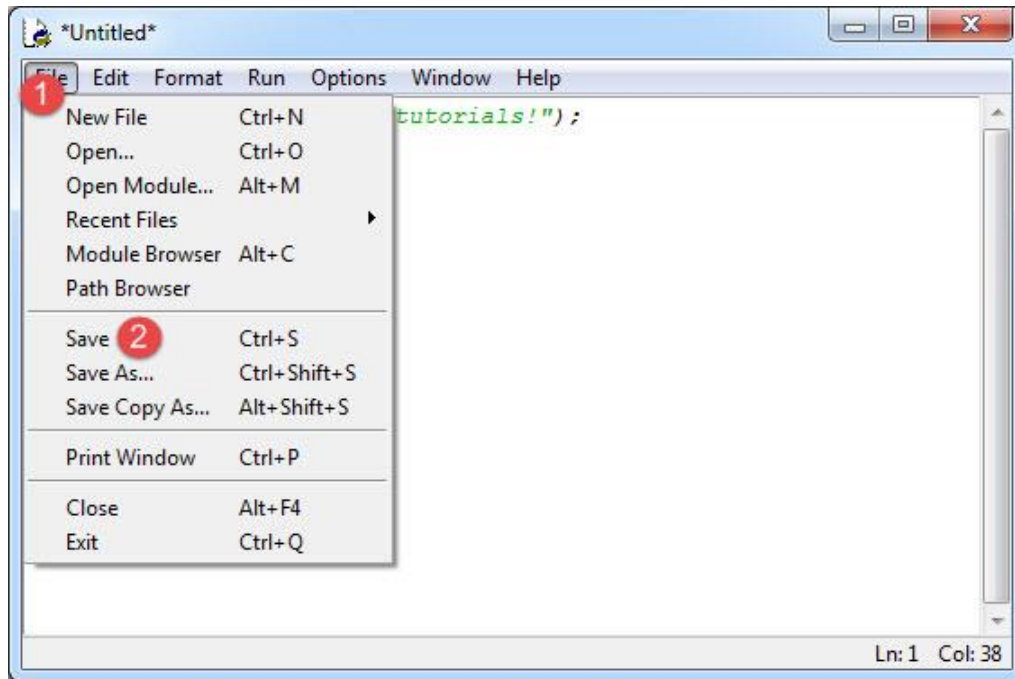 *Untitled*
File Edit Format Run Options Window Help
1
tutorials!");
New File Ctrl+N
Open... Ctrl+O
Open Module... Alt+M
Recent Files
Module Browser Alt+C
Path Browser
Save 2 Ctrl+S
Save As... Ctrl+Shift+S
Save Copy As... Alt+Shift+S
Print Window Ctrl+P
Close Alt+F4
Exit Ctrl+Q
Ln: 1 Col: 38